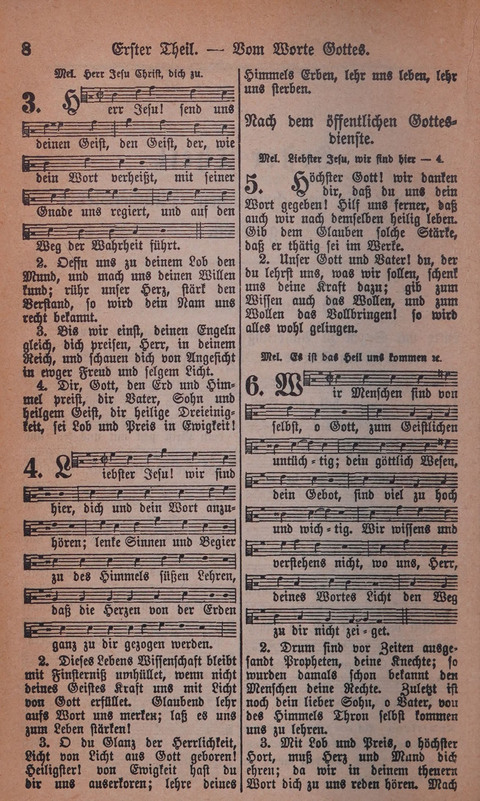 8 Erster Theil. — Vom Worte Gottes.
Mel. Herr Jesu Christ, dich zu.
3. Herr Jesu! send uns
deinen Geist, den Geist, der, wie
dein Wort verheißt, mit seiner
Gnade uns regiert, und auf den
Weg der Wahrheit führt.
2. Oeffn uns zu deinem Lob den
Mund, und mach uns deinen Willen
kund; rühr unser Herz, stärk den
Verstand, so wird dein Nam uns
recht bekannt.
3. Bis wir einst, deinen Engeln
gleich, dich preisen, Herr, in deinem
Reich, und schauen dich von Angesicht
in ewger Freud und selgem Licht.
4. Dir, Gott, den Erd und Him-
mel preist, dir Vater, Sohn und
heilgem Geist, dir heilige Dreieinig-
keit, sei Lob und Preis in Ewigkeit!
4. Liebster Jesu! wir sind
hier, dich und dein Wort anzu-
hören; lenke Sinnen und Begier
zu des Himmels süßen Lehren,
daß die Herzen von der Erden
ganz zu dir gezogen werden.
2. Dieses Lebens Wissenschaft bleibt
mit Finsterniß umhüllet, wenn nicht
deines Geistes Kraft uns mit Licht
von Gott erfüllet. Glaubend lehr
aufs Wort uns merken; laß es uns
zum Leben stärken!
3. O du Glanz der Herrlichkeit,
Licht von Licht aus Gott geboren!
Heiligster! von Ewigkeit hast du
dir uns auserkoren; lehre deines
Himmels Erben, lehr uns leben, lehr
uns sterben.
Nach dem öffentlichen Gottes-
dienste.
Mel. Liebster Jesu, wir sind hier — 4.
5. Höchster Gott! wir danken
dir, daß du uns dein
Wort gegeben! Hilf uns ferner, daß
auch wir nach demselben heilig leben.
Gib dem Glauben solche Stärke,
daß er thätig sei im Werke.
2. Unser Gott und Vater! du, der
du lehrst uns, was wir sollen, schenk
uns deine Kraft dazu; gib zum
Wissen auch das Wollen, und zum
Wollen das Vollbringen! so wird
alles wohl gelingen.
Mel. Es ist das Heil uns kommen ꝛc.
6. Wir Menschen sind von
selbst, o Gott, zum Geistlichen
untüch-tig; dein göttlich Wesen,
dein Gebot, sind viel zu hoch
und wich-tig. Wir wissens und
verstehens nicht, wo uns, Herr,
deines Wortes Licht den Weg
zu dir nicht zei-get.
2. Drum sind vor Zeiten ausge-
sandt Propheten, deine Knechte; so
wurden damals schon bekannt den
Menschen deine Rechte. Zuletzt ist
noch dein lieber Sohn, o Vater, von
des Himmels Thron selbst kommen
uns zu lehren.
3. Mit Lob und Preis, o höchster
Hort, muß Herz und Mund dich
ehren; da wir in deinem theuern
Wort dich zu uns reden hören. Mach